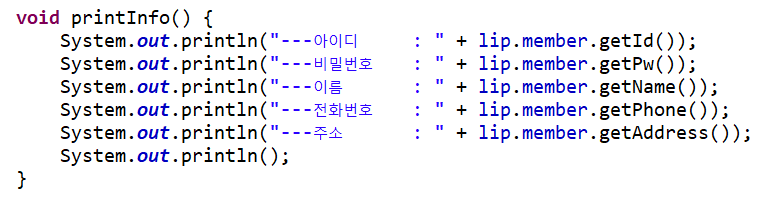 void printInfo() {
    System.out.println("---아이디     : " + lip.member.getId());
    System.out.println("---비밀번호   : " + lip.member.getPw());
    System.out.println("---이름       : " + lip.member.getName());
    System.out.println("---전화번호   : " + lip.member.getPhone());
    System.out.println("---주소       : " + lip.member.getAddress());
    System.out.println();
}